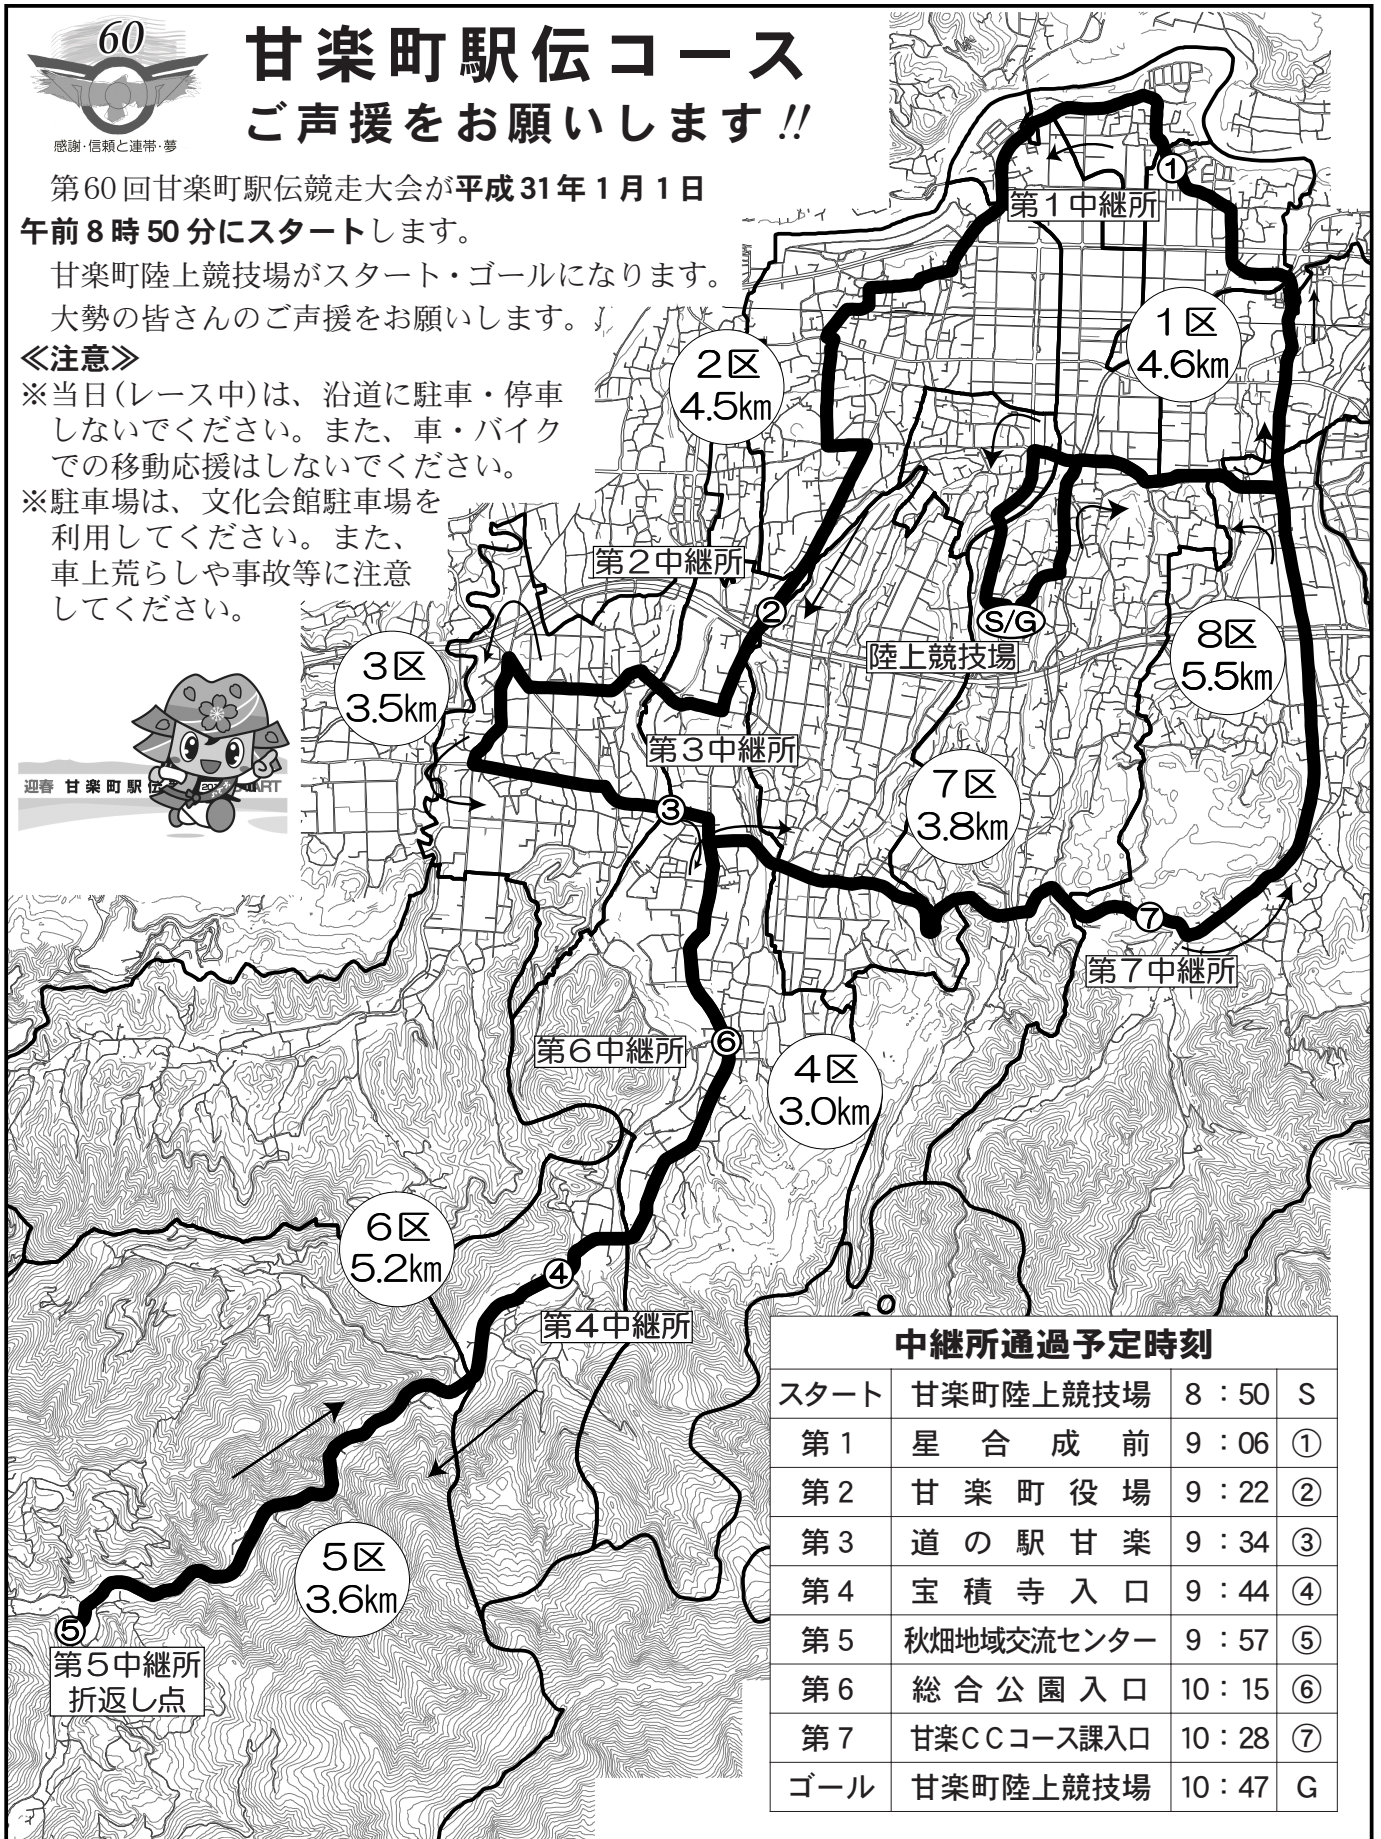 60
感謝・信頼と連帯・夢
甘楽町駅伝コース
ご声援をお願いします!!
第60回甘楽町駅伝競走大会が平成31年1月1日
午前8時50分にスタートします。
甘楽町陸上競技場がスタート・ゴールになります。
大勢の皆さんのご声援をお願いします。
≪注意≫
※当日(レース中)は、沿道に駐車・停車
しないでください。また、車・バイク
での移動応援はしないでください。
※駐車場は、文化会館駐車場を
利用してください。また、
車上荒らしや事故等に注意
してください。
迎春 甘楽町駅伝
①
第1中継所
1区
4.6km
2区
4.5km
第2中継所
②
S/G
陸上競技場
8区
5.5km
3区
3.5km
第3中継所
③
7区
3.8km
⑦
第7中継所
第6中継所
⑥
4区
3.0km
6区
5.2km
④
第4中継所
5区
3.6km
⑤
第5中継所
折返し点
中継所通過予定時刻
スタート 甘楽町陸上競技場 8:50 S
第1 星合成前 9:06 ①
第2 甘楽町役場 9:22 ②
第3 道の駅甘楽 9:34 ③
第4 宝積寺入口 9:44 ④
第5 秋畑地域交流センター 9:57 ⑤
第6 総合公園入口 10:15 ⑥
第7 甘楽CCコース課入口 10:28 ⑦
ゴール 甘楽町陸上競技場 10:47 G